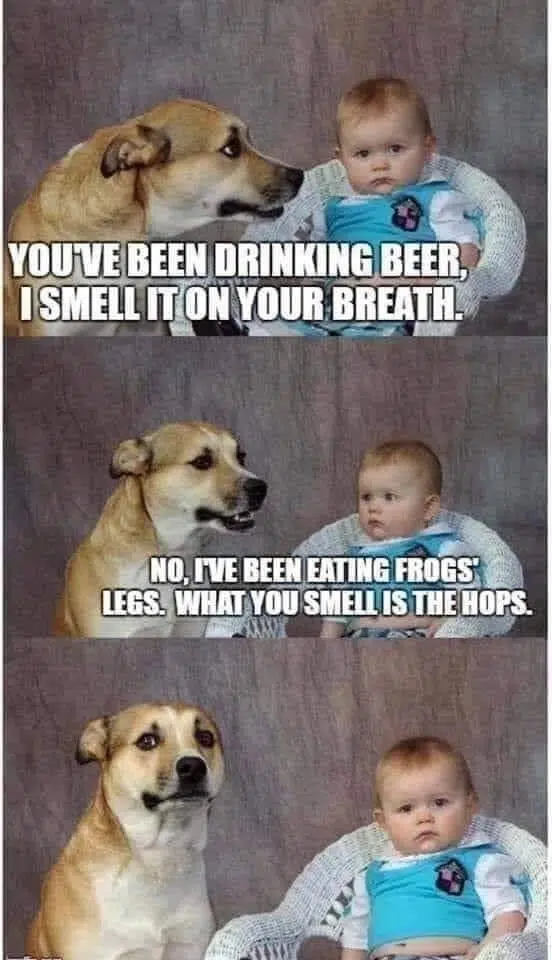 YOU'VE BEEN DRINKING BEER,
I SMELL IT ON YOUR BREATH.
NO, I'VE BEEN EATING FROGS'
LEGS. WHAT YOU SMELL IS THE HOPS.